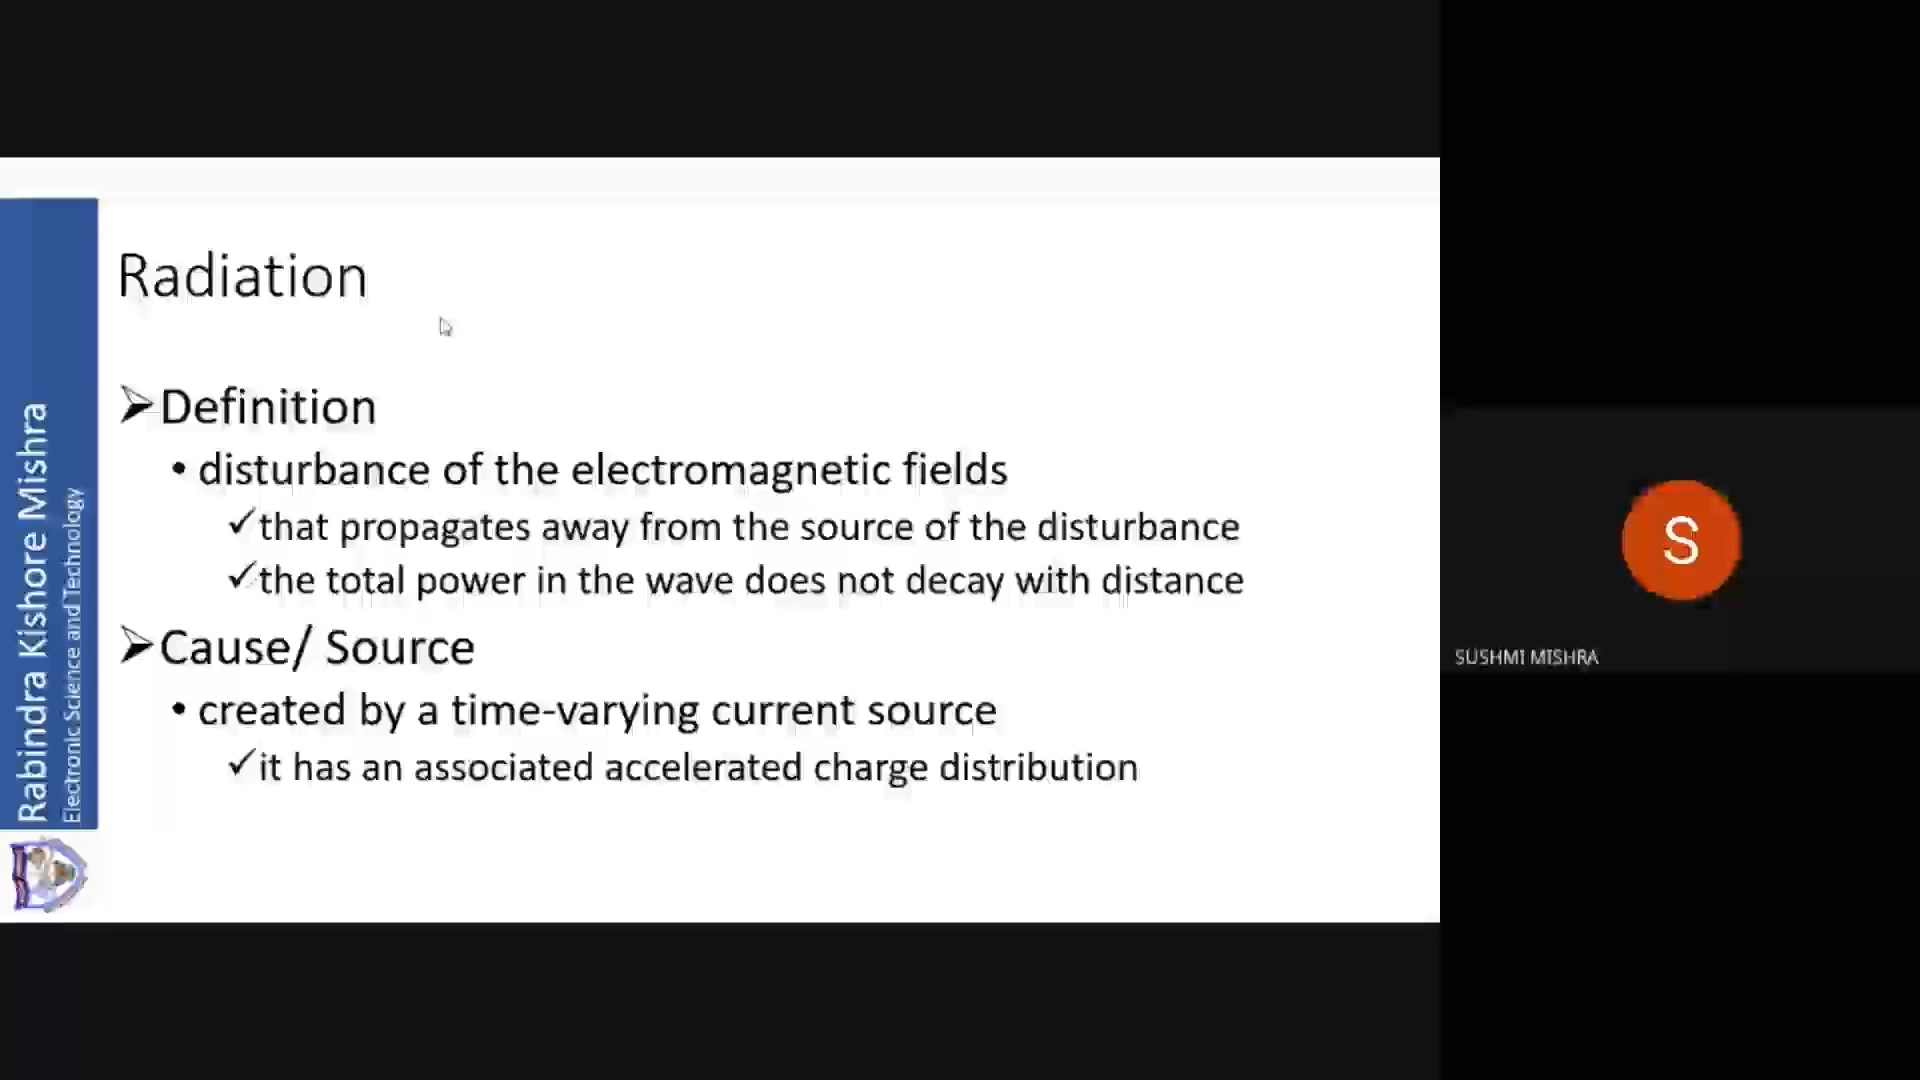 Radiation
Definition
disturbance of the electromagnetic fields
that propagates away from the source of the disturbance
the total power in the wave does not decay with distance
Cause/ Source
created by a time-varying current source
it has an associated accelerated charge distribution
Rabindra Kishore Mishra
Electronic Science and Technology
S
SUSHMI MISHRA